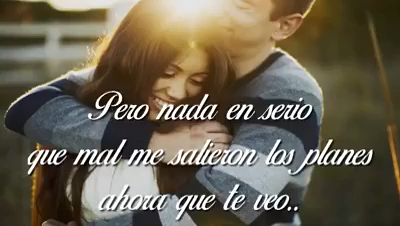 Pero nada en serio
que mal me salieron los planes
ahora que te veo..